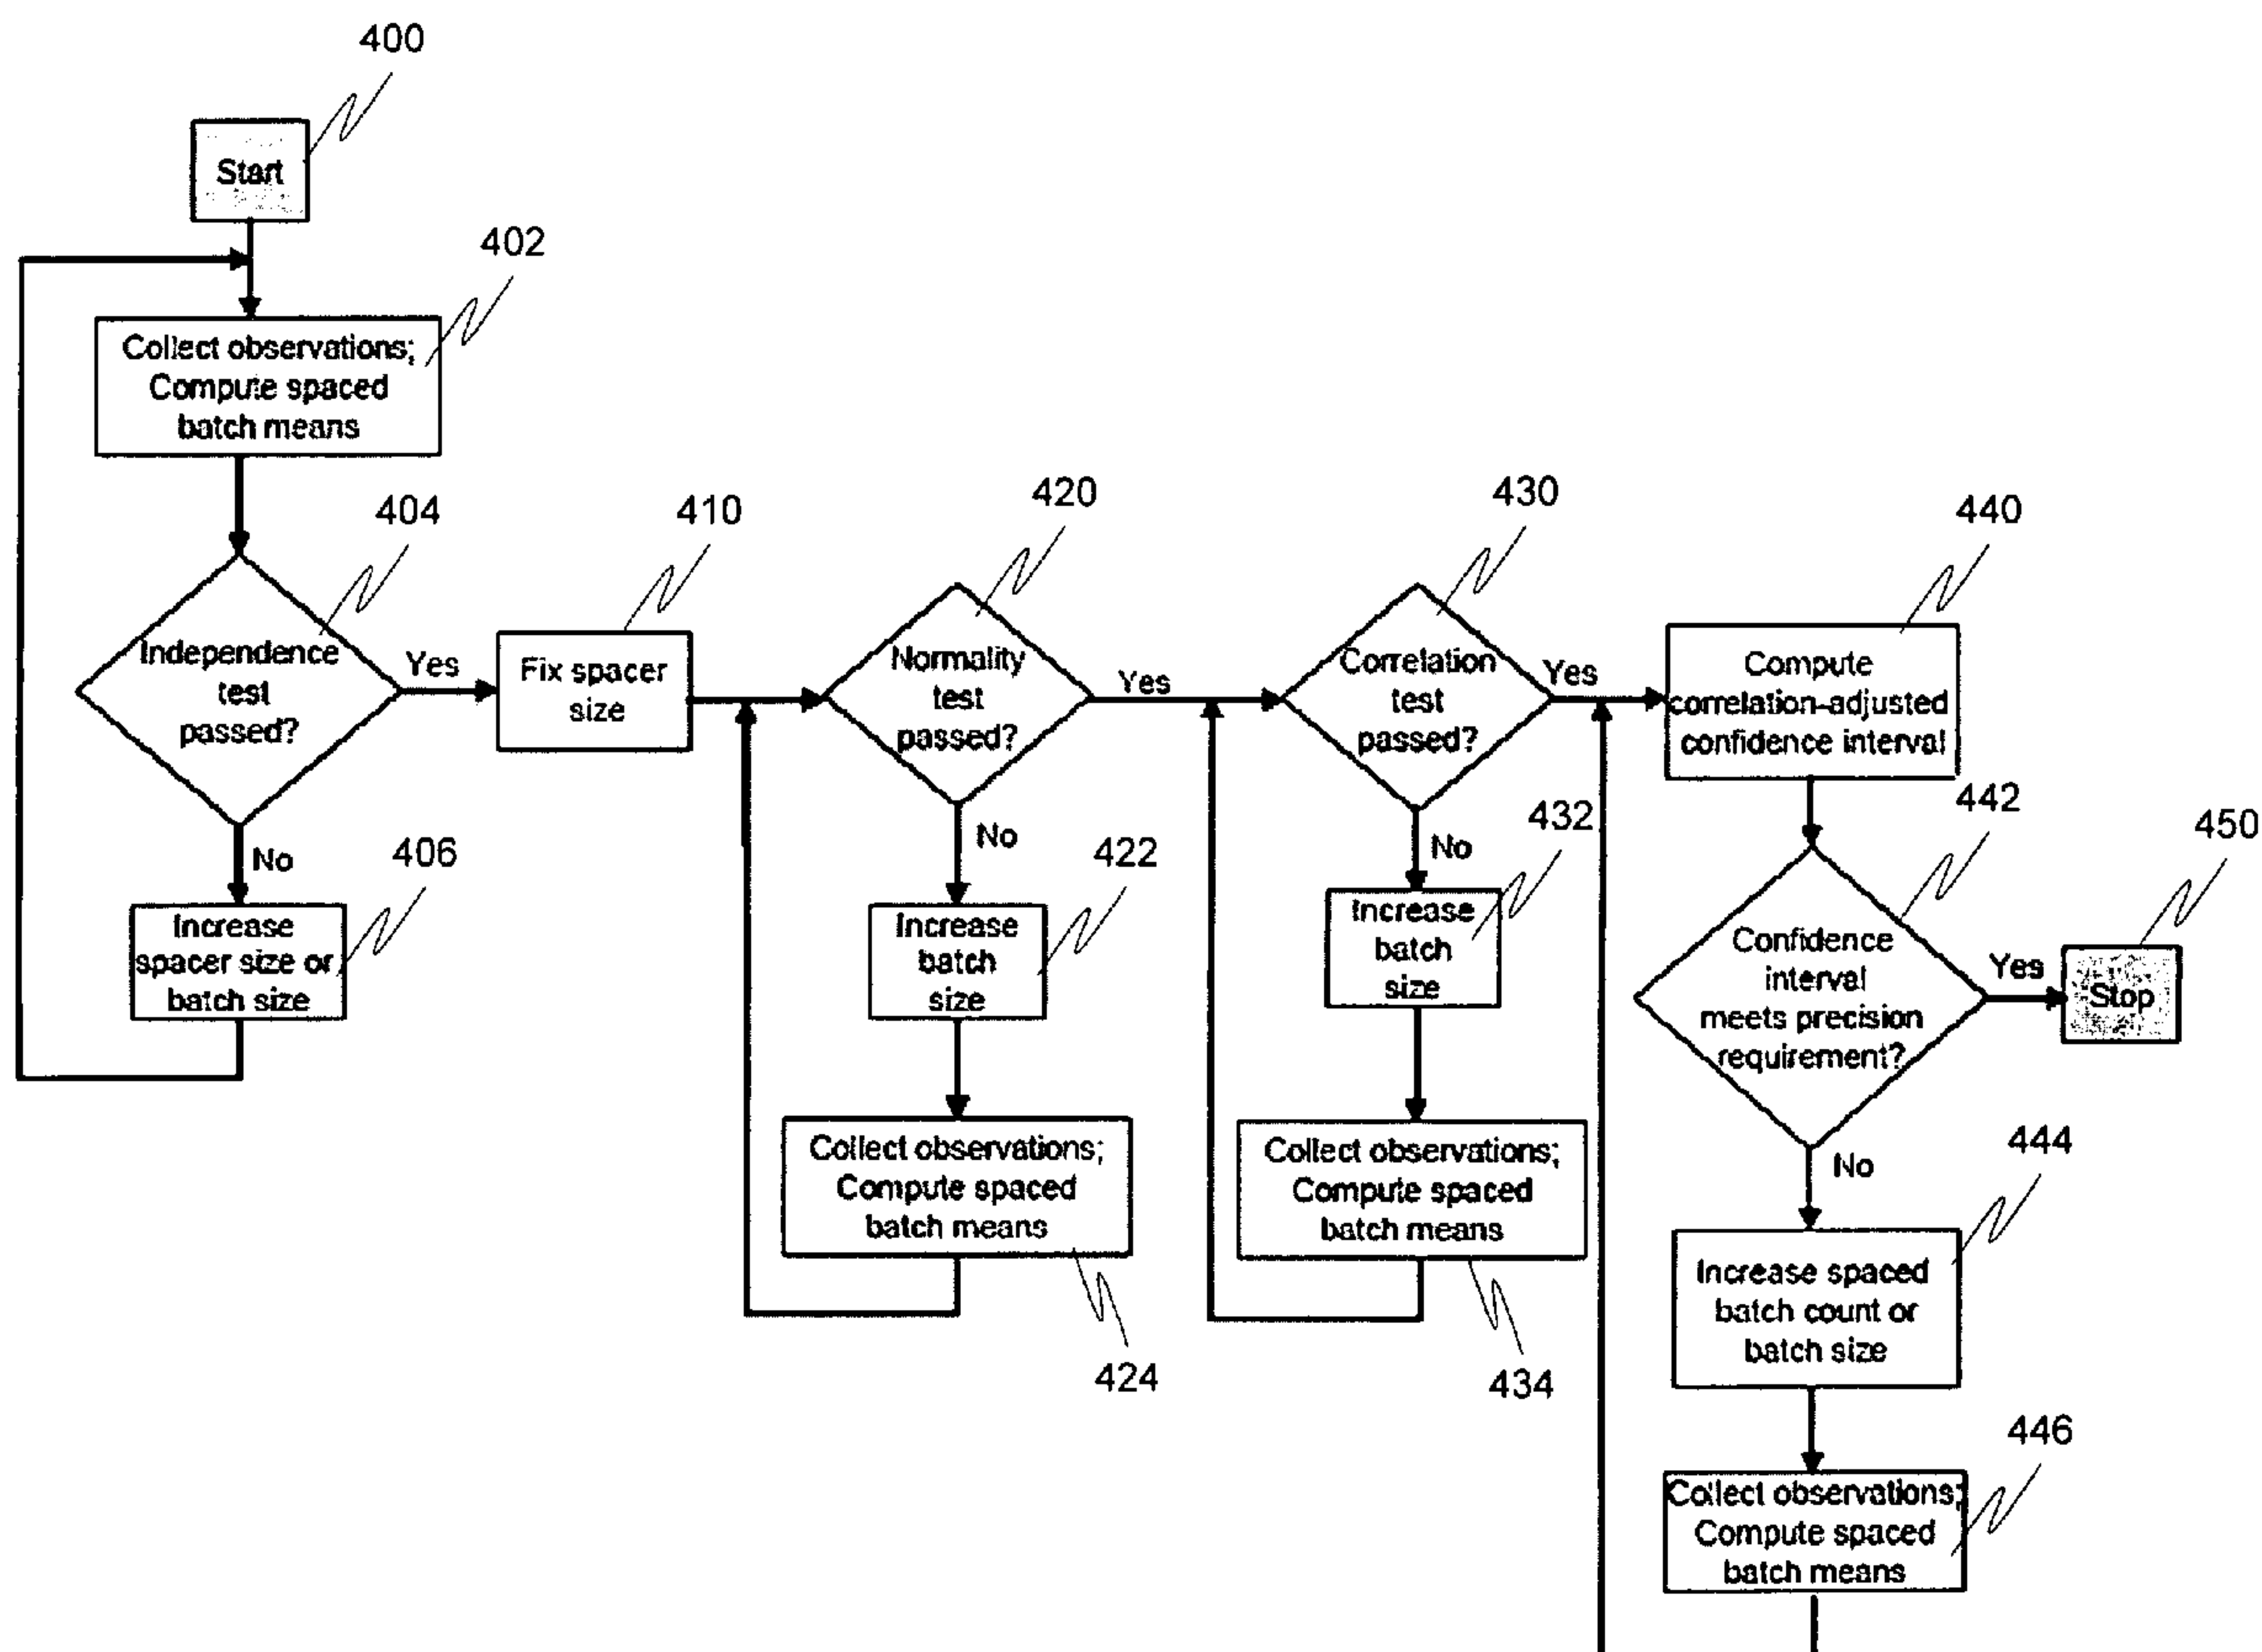 400
Start
402
Collect observations;
Compute spaced
batch means
404
Independence
test
passed?
Yes
No
406
Increase
spacer size or
batch size
410
Fix spacer
size
420
Normality
test
passed?
Yes
No
422
Increase
batch
size
Collect observations;
Compute spaced
batch means
424
430
Correlation
test
passed?
Yes
No
432
Increase
batch
size
Collect observations;
Compute spaced
batch means
434
440
Compute
correlation-adjusted
confidence interval
442
Confidence
interval
meets precision
requirement?
Yes
450
Stop
No
444
Increase spaced
batch count or
batch size
446
Collect observations;
Compute spaced
batch means